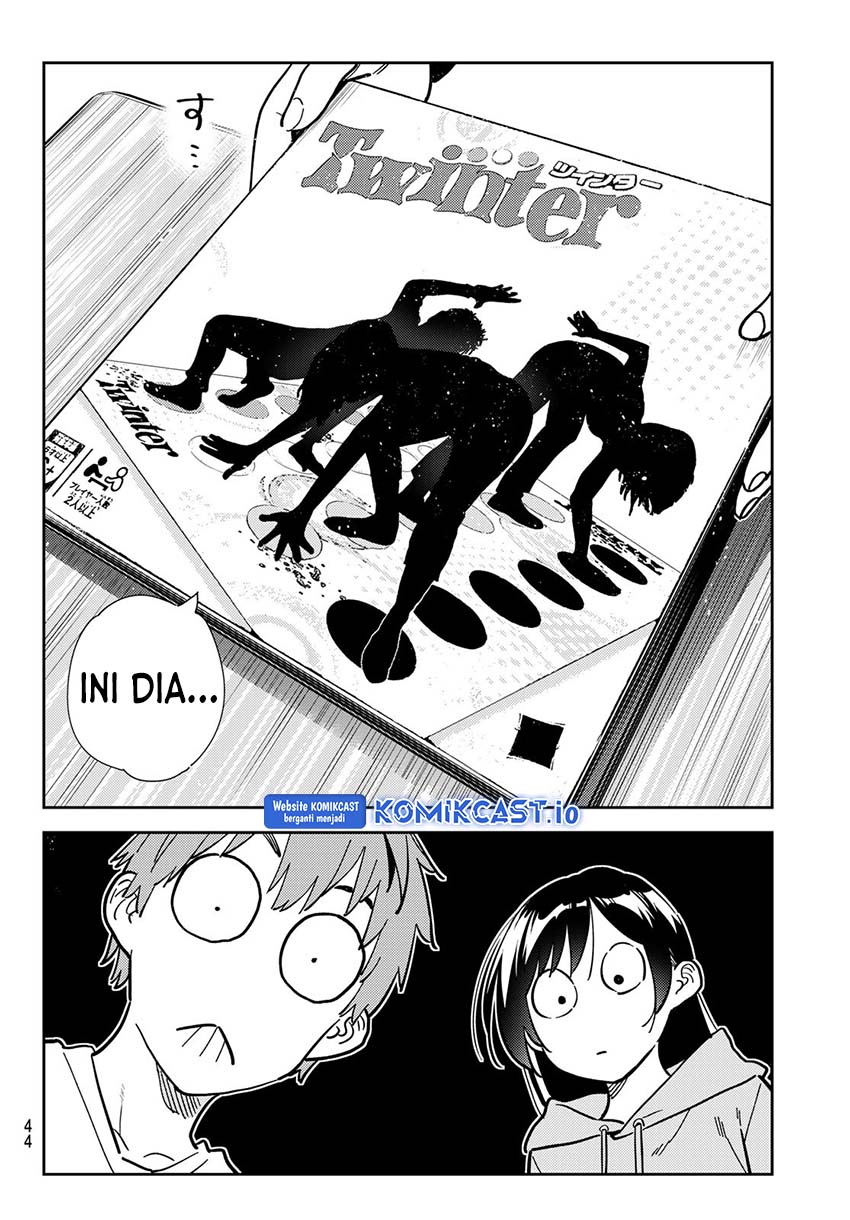 す…
Twinter
ツインター
Twinter
プレイヤー人数
2人以上
INI DIA...
Website KOMIKCAST
berganti menjadi
KOMIKCAST.io
44